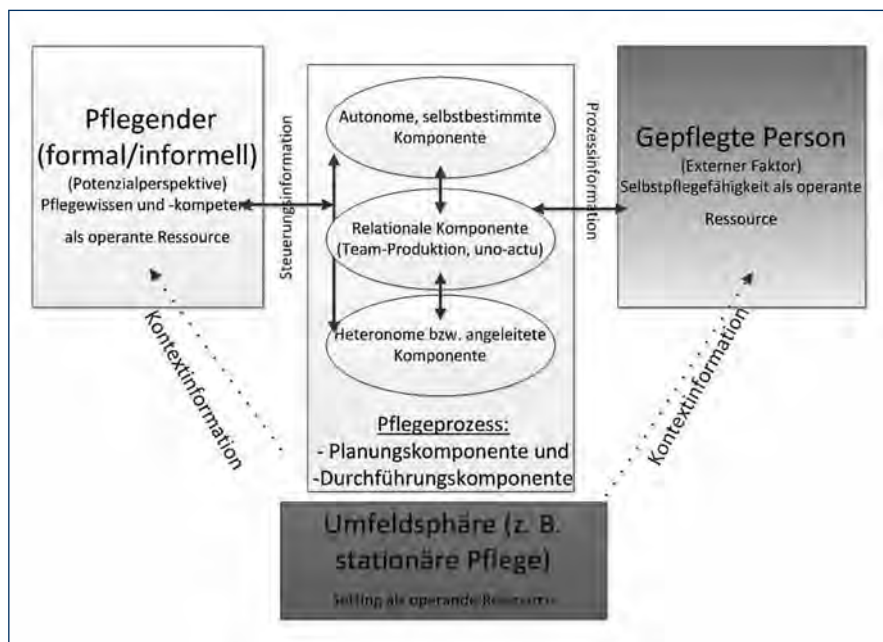 Pflegender
(formal/informell)
(Potenzialperspektive)
Pflegewissen und -kompetenz
als operante Ressource
Steuerungsinformation
Autonome, selbstbestimmte
Komponente
Relationale Komponente
(Team-Produktion, uno-actu)
Heteronome bzw. angeleitete
Komponente
Pflegeprozess:
- Planungskomponente und
-Durchführungskomponente
Prozessinformation
Gepflegte Person
(Externer Faktor)
Selbstpflegefähigkeit als operante
Ressource
Kontextinformation
Kontextinformation
Umfeldsphäre (z. B.
stationäre Pflege)
Setting als operande Ressource